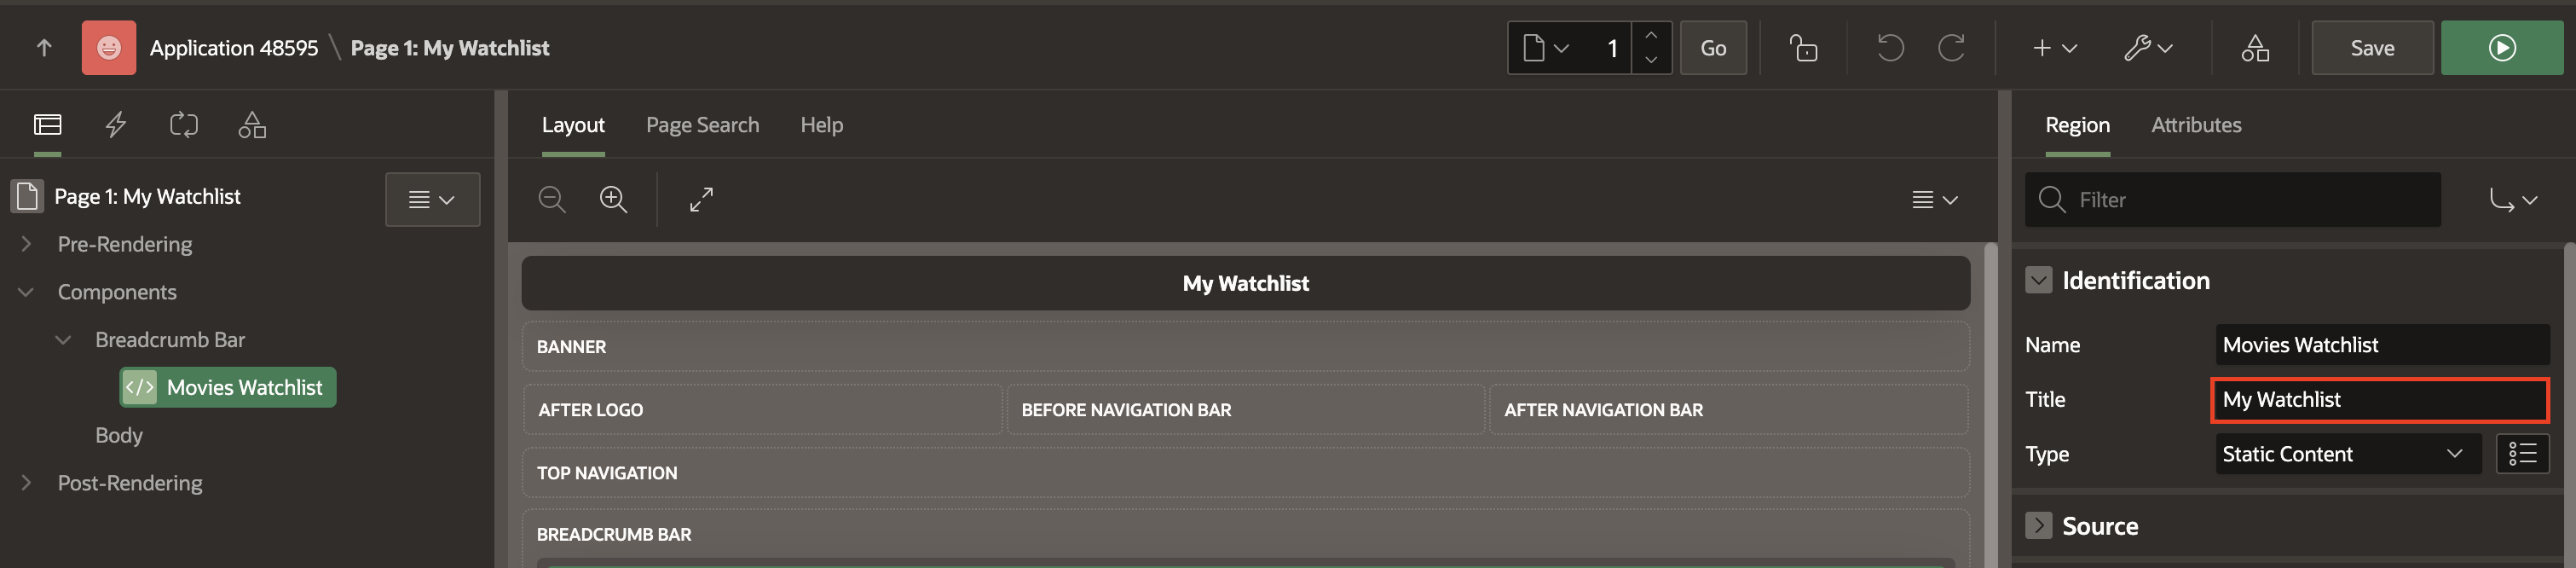 Application 48595 \ Page 1: My Watchlist
1
Go
Save
Page 1: My Watchlist
Pre-Rendering
Components
Breadcrumb Bar
</> Movies Watchlist
Body
Post-Rendering
Layout
Page Search
Help
My Watchlist
BANNER
AFTER LOGO
BEFORE NAVIGATION BAR
AFTER NAVIGATION BAR
TOP NAVIGATION
BREADCRUMB BAR
Region
Attributes
Filter
Identification
Name
Movies Watchlist
Title
My Watchlist
Type
Static Content
Source